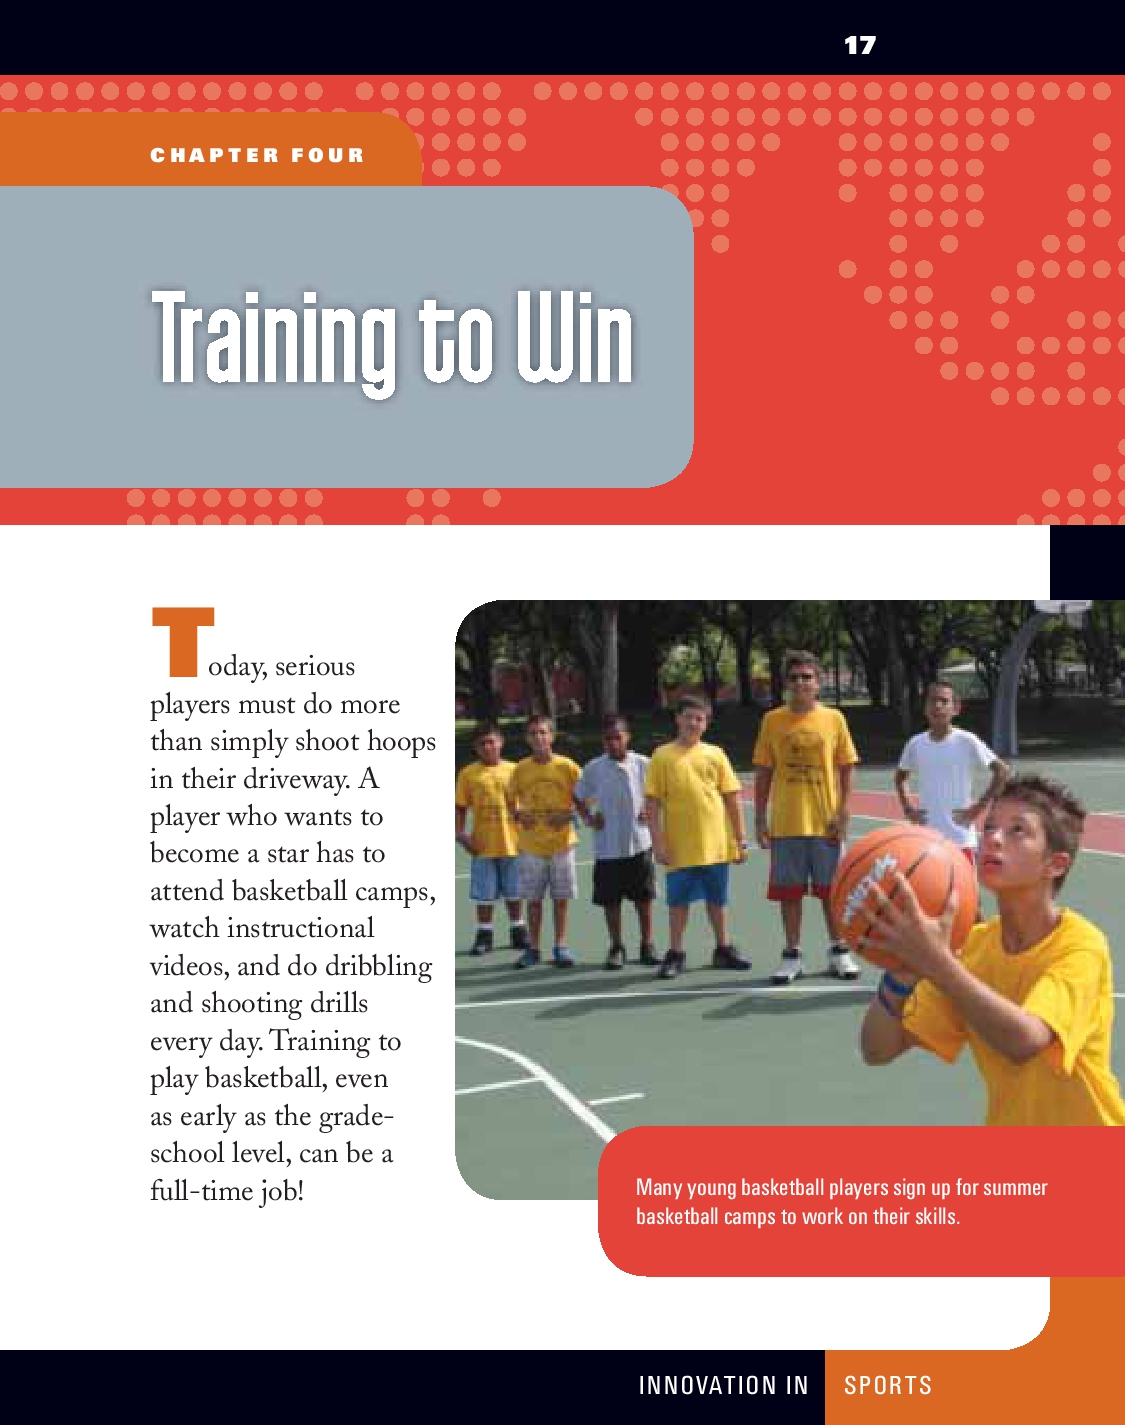 17
CHAPTER FOUR
Training to Win
Today, serious
players must do more
than simply shoot hoops
in their driveway. A
player who wants to
become a star has to
attend basketball camps,
watch instructional
videos, and do dribbling
and shooting drills
every day. Training to
play basketball, even
as early as the grade-
school level, can be a
full-time job!
Many young basketball players sign up for summer
basketball camps to work on their skills.
INNOVATION IN SPORTS